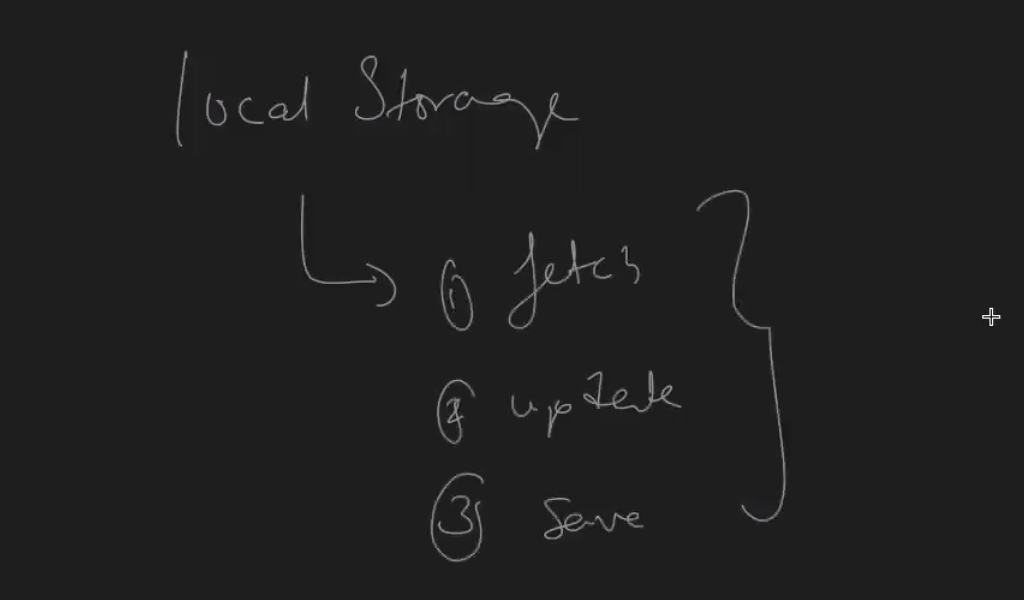 local Storage
① fetch
② update
③ Save